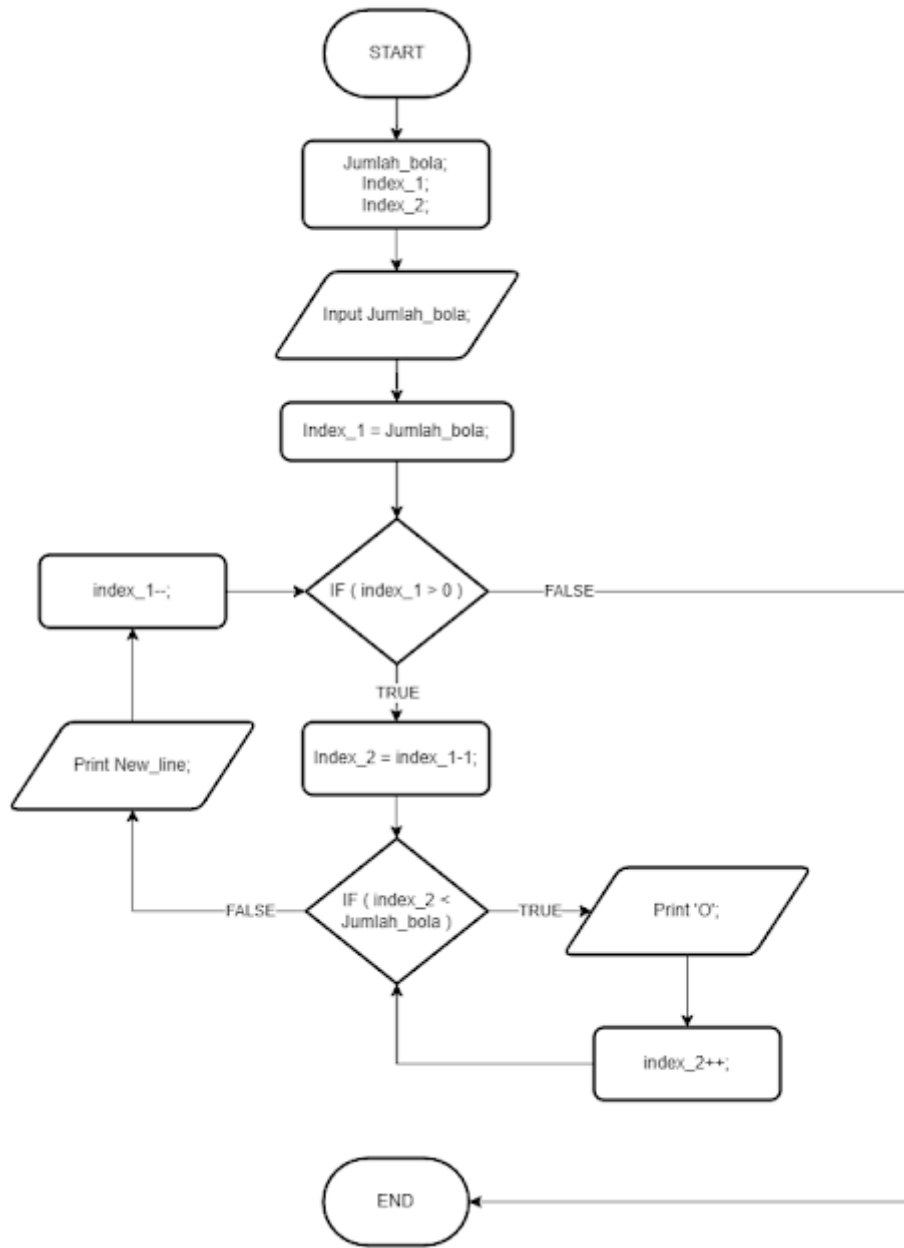 START
Jumlah_bola;
Index_1;
Index_2;
Input Jumlah_bola;
Index_1 = Jumlah_bola;
index_1--;
IF ( index_1 > 0 )
FALSE
TRUE
Print New_line;
Index_2 = index_1-1;
FALSE
IF ( index_2 <
Jumlah_bola )
TRUE
Print 'O';
index_2++;
END